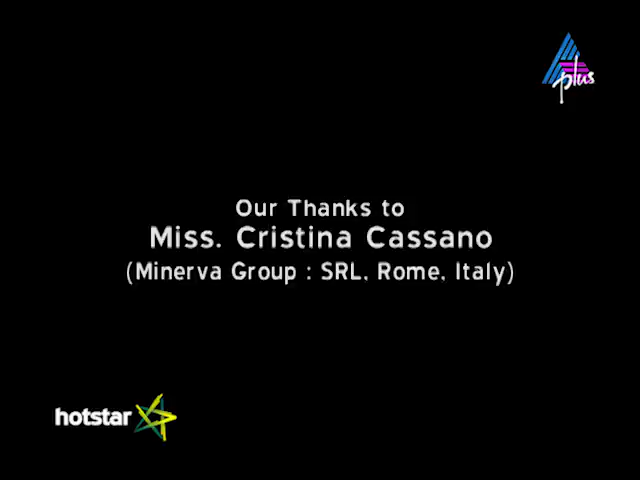 plus
Our Thanks to
Miss. Cristina Cassano
(Minerva Group : SRL, Rome, Italy)
hotstar